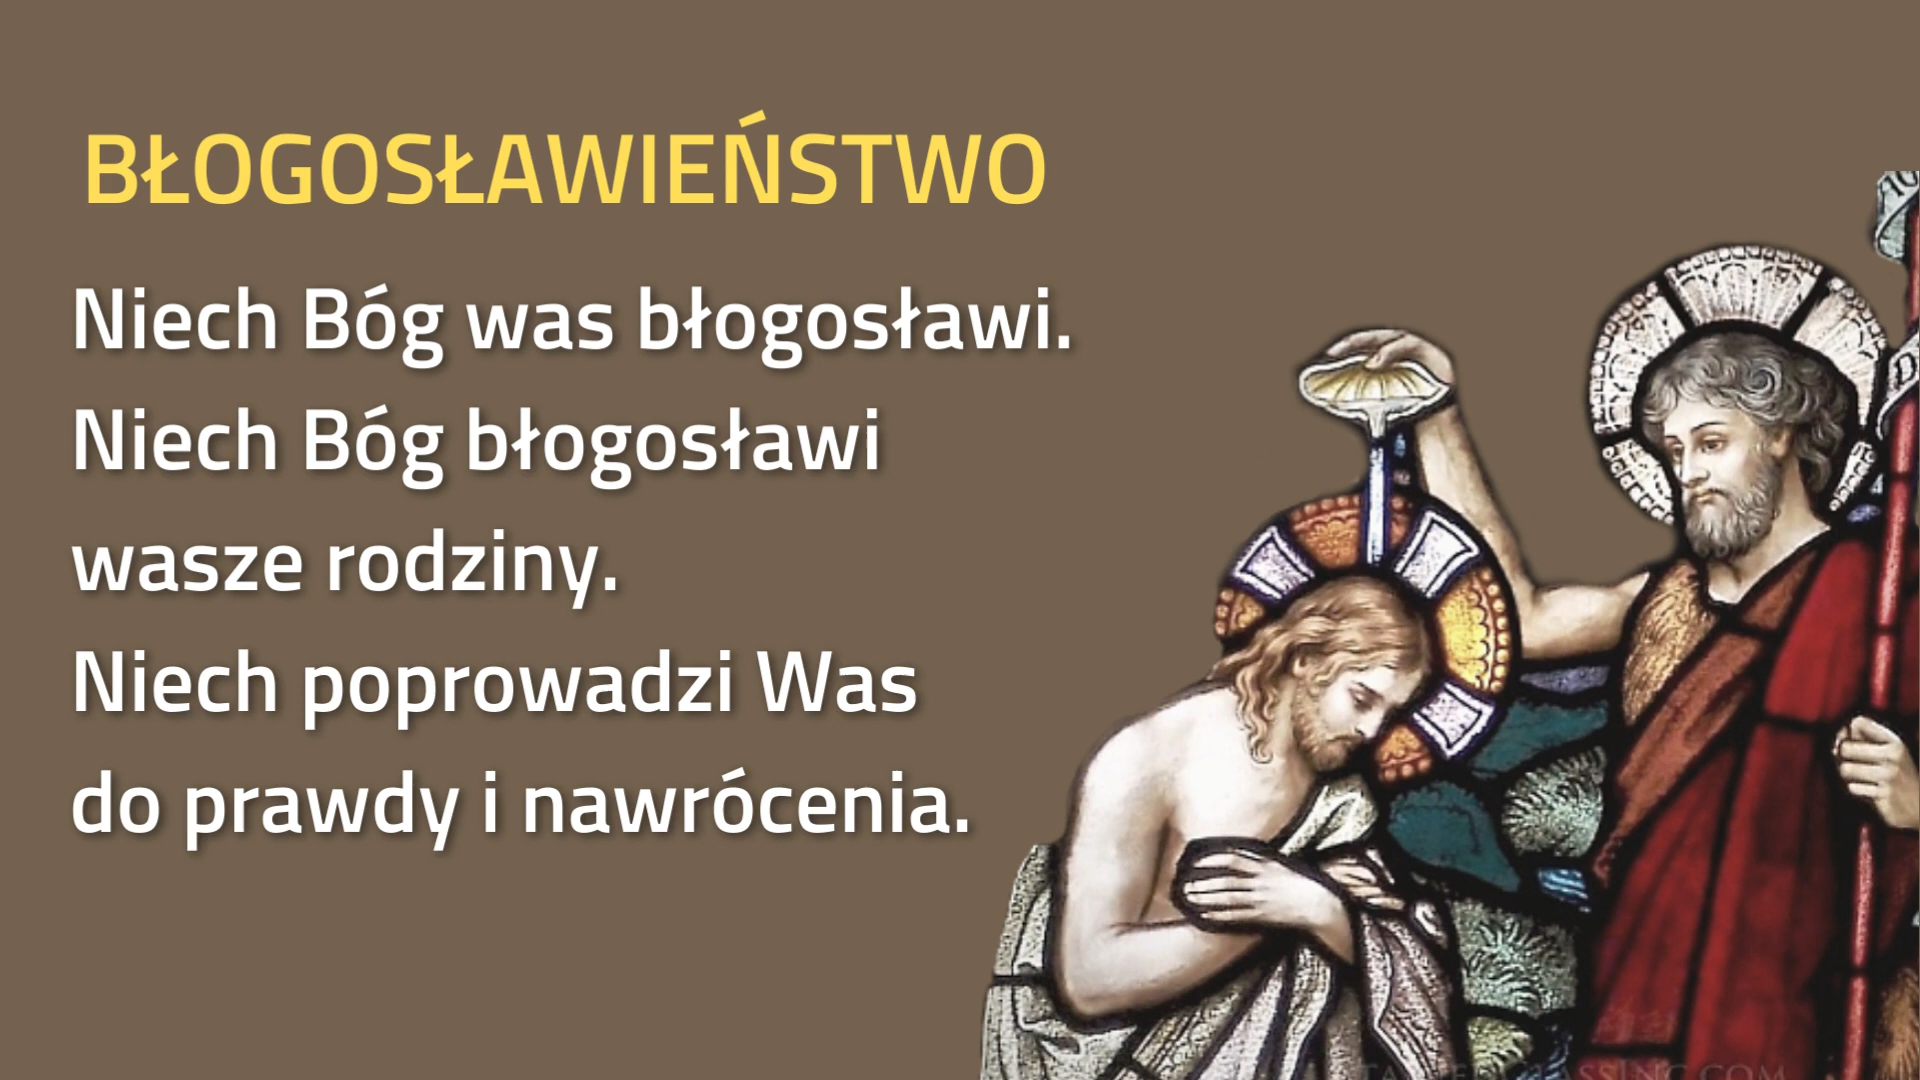 BŁOGOSŁAWIEŃSTWO
Niech Bóg was błogosławi.
Niech Bóg błogosławi
wasze rodziny.
Niech poprowadzi Was
do prawdy i nawrócenia.